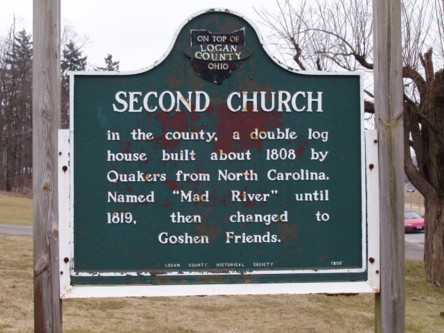 ON TOP OF
LOGAN
COUNTY
OHIO
SECOND CHURCH
in the county, a double log
house built about 1808 by
Quakers from North Carolina.
Named "Mad River" until
1819, then changed to
Goshen Friends.
LOGAN COUNTY HISTORICAL SOCIETY